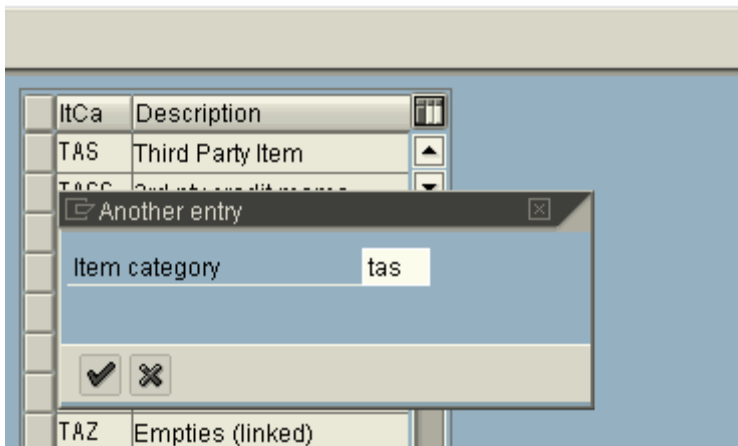 ItCa Description
TAS Third Party Item
Another entry
Item category tas
TAZ Empties (linked)